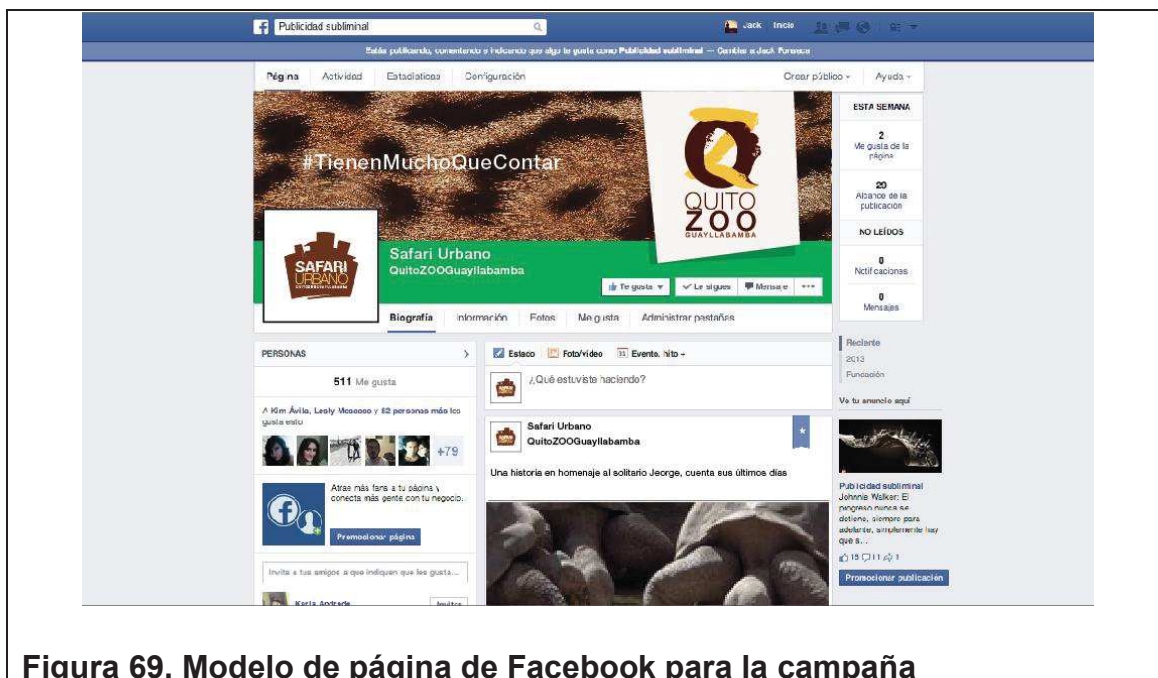 Publicidad subliminal
Jack Inicio
Estás publicando, comentando e indicando que algo te gusta como Publicidad subliminal — Cambiar a Jack Fonseca
Página Actividad Estadísticas Configuración Crear público Ayuda
ESTA SEMANA
2
Me gusta de la
página
20
Alcance de la
publicación
NO LEÍDOS
0
Notificaciones
0
Mensajes
#TienenMuchoQueContar
QUITO
ZOO
GUAYLLABAMBA
SAFARI
URBANO
Safari Urbano
QuitoZOOGuayllabamba
Te gusta Le sigues Mensaje
Biografía Información Fotos Me gusta Administrar pestañas
Reciente
2013
Fundación
PERSONAS
511 Me gusta
A Kim Ávila, Lesly Moscoso y 82 personas más les
gusta esto
+79
Atrae más fans a tu página y
conecta más gente con tu negocio.
Promocionar página
Invita a tus amigos a que indiquen que les gusta...
Karla Andrade Invitar
Estado Foto/video 31 Evento, hito +
¿Qué estuviste haciendo?
SAFARI
Safari Urbano
QuitoZOOGuayllabamba
Una historia en homenaje al solitario Jeorge, cuenta sus últimos días
Ve tu anuncio aquí
Publicidad subliminal
Johnnie Walker: El
progreso nunca se
detiene, siempre para
adelante, simplemente hay
que s...
15 11 1
Promocionar publicación
Figura 69. Modelo de página de Facebook para la campaña